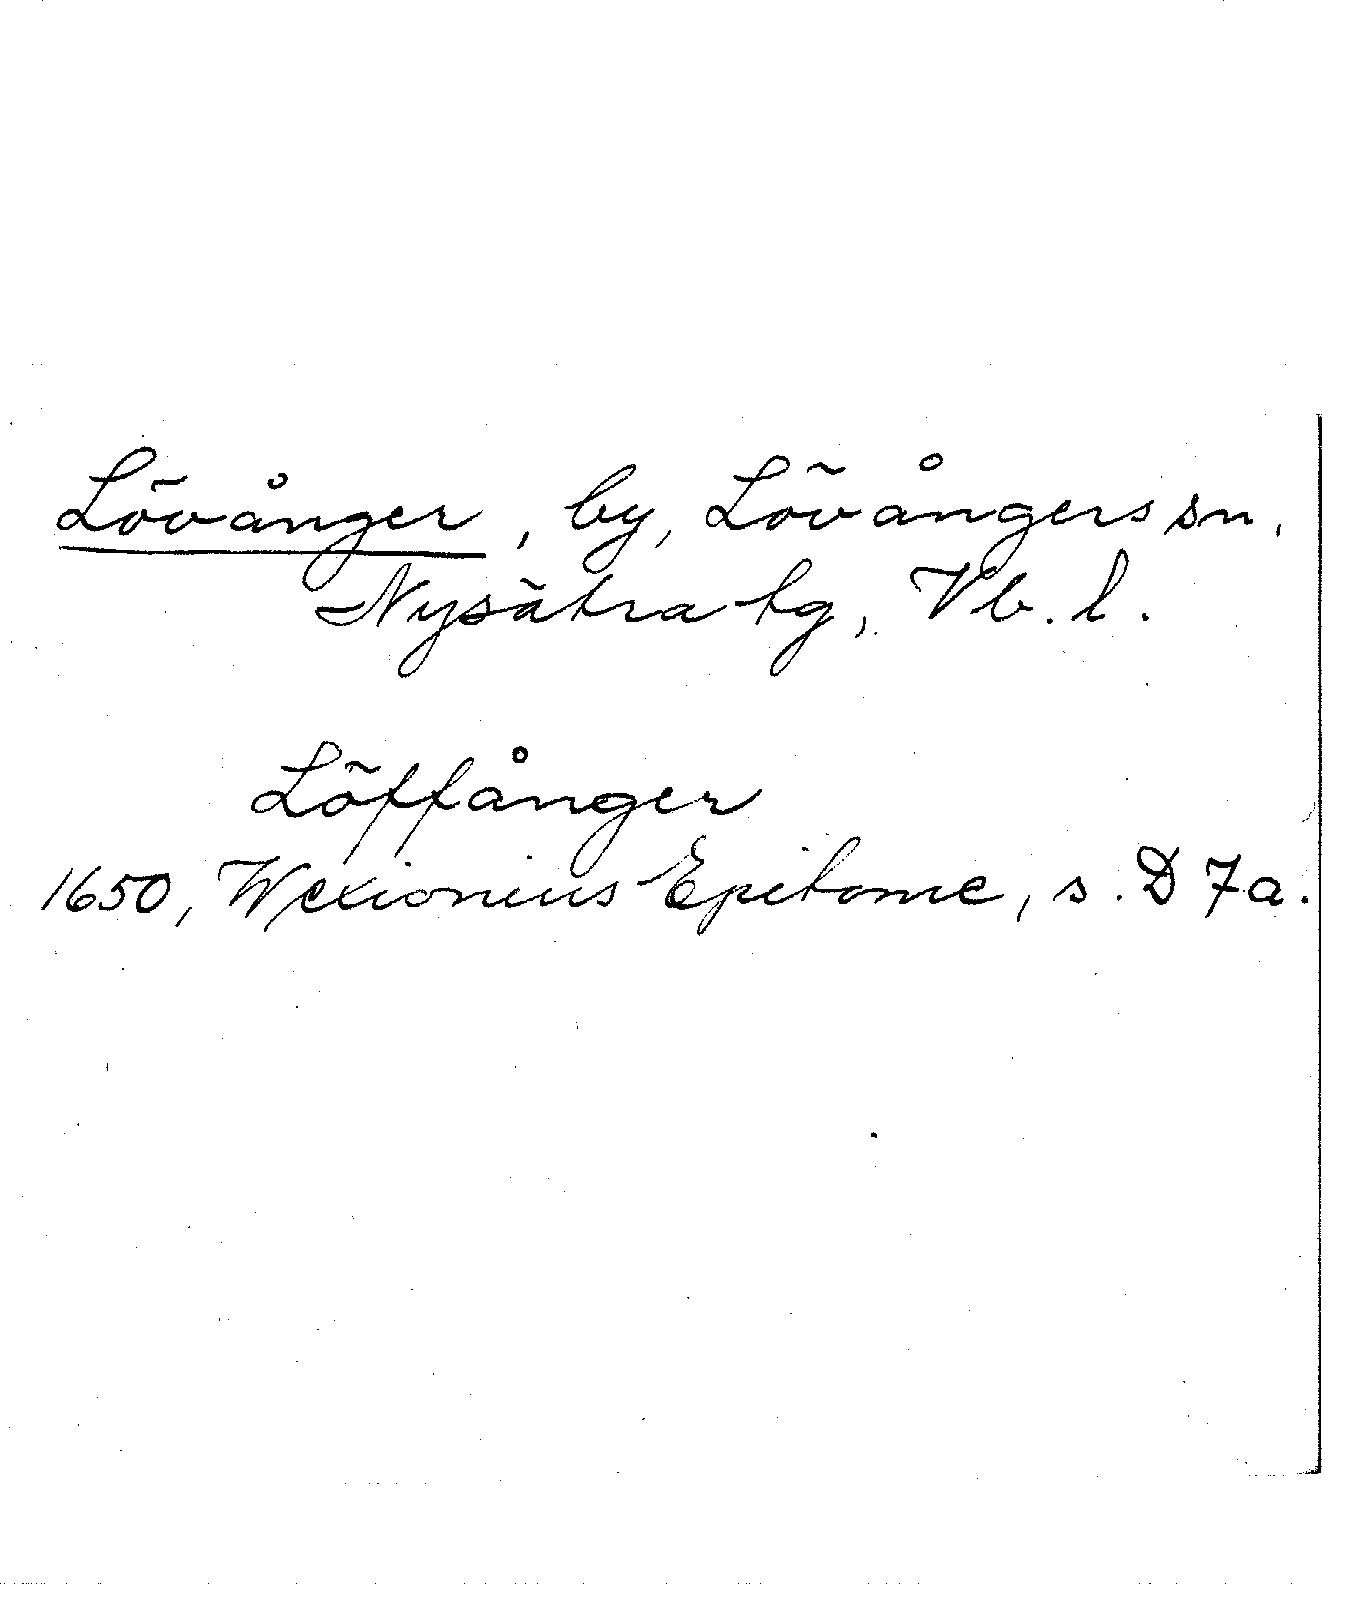 Lövånger, by, Lövångers sn,
Nysätra tg, Vb. l.
Löffånger
1650, Wexionius Epitome, s. D 7a.